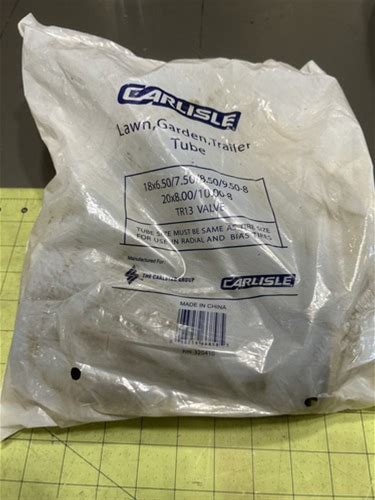 CARLISLE
Lawn, Garden, Trailer
Tube
18x6.50/7.50/8.50/9.50-8
20x8.00/10.00-8
TR13 VALVE
TUBE SIZE MUST BE SAME AS TIRE SIZE
FOR USE IN RADIAL AND BIAS TIRES
Manufactured For:
THE CARLSTAR GROUP
CARLISLE
MADE IN CHINA